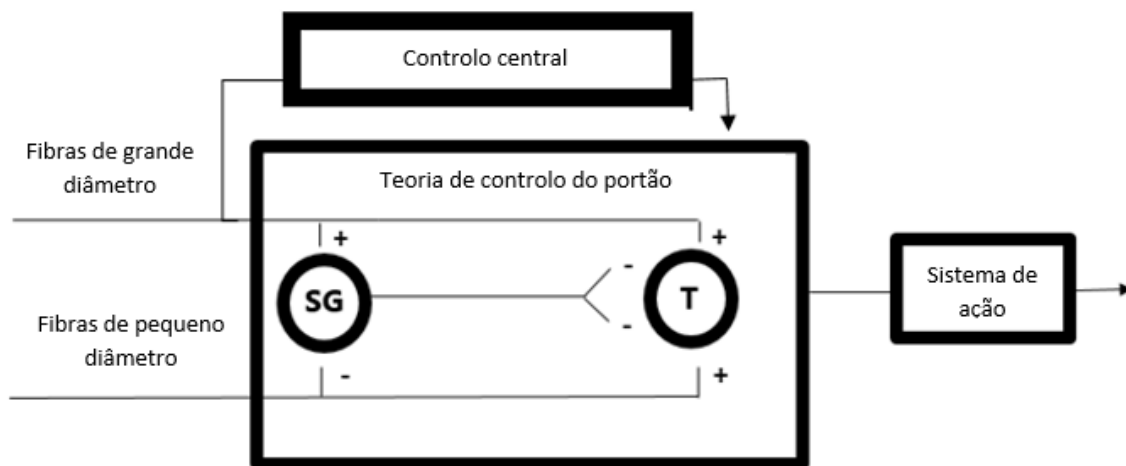 Controlo central
Fibras de grande
diâmetro
Teoria de controlo do portão
+
+
-
SG
T
-
Sistema de
ação
Fibras de pequeno
diâmetro
-
+